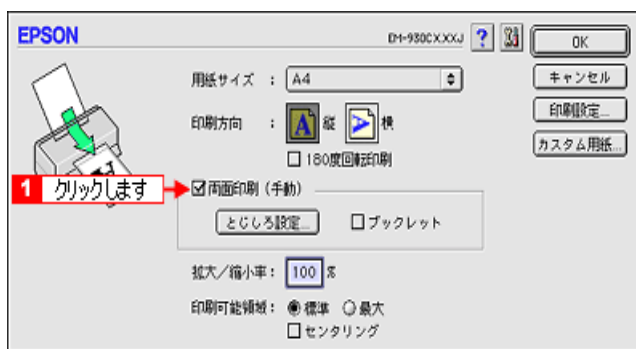 EPSON
EM-930CX.XXJ ? OK
用紙サイズ : A4 キャンセル
印刷方向 : A 縦 A 横 印刷設定...
カスタム用紙...
180度回転印刷
1 クリックします 両面印刷 (手動)
とじしろ設定... ブックレット
拡大/縮小率: 100 %
印刷可能領域: 標準 最大
センタリング